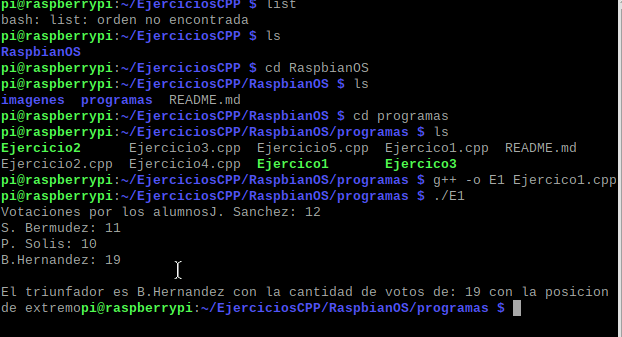 pi@raspberrypi:~/EjerciciosCPP $ list
bash: list: orden no encontrada
pi@raspberrypi:~/EjerciciosCPP $ ls
RaspbianOS
pi@raspberrypi:~/EjerciciosCPP $ cd RaspbianOS
pi@raspberrypi:~/EjerciciosCPP/RaspbianOS $ ls
imagenes  programas  README.md
pi@raspberrypi:~/EjerciciosCPP/RaspbianOS $ cd programas
pi@raspberrypi:~/EjerciciosCPP/RaspbianOS/programas $ ls
Ejercicio2      Ejercicio3.cpp  Ejercicio5.cpp  Ejercico1.cpp  README.md
Ejercicio2.cpp  Ejercicio4.cpp  Ejercico1       Ejercico3
pi@raspberrypi:~/EjerciciosCPP/RaspbianOS/programas $ g++ -o E1 Ejercico1.cpp
pi@raspberrypi:~/EjerciciosCPP/RaspbianOS/programas $ ./E1
Votaciones por los alumnosJ. Sanchez: 12
S. Bermudez: 11
P. Solis: 10
B.Hernandez: 19
El triunfador es B.Hernandez con la cantidad de votos de: 19 con la posicion
de extremopi@raspberrypi:~/EjerciciosCPP/RaspbianOS/programas $